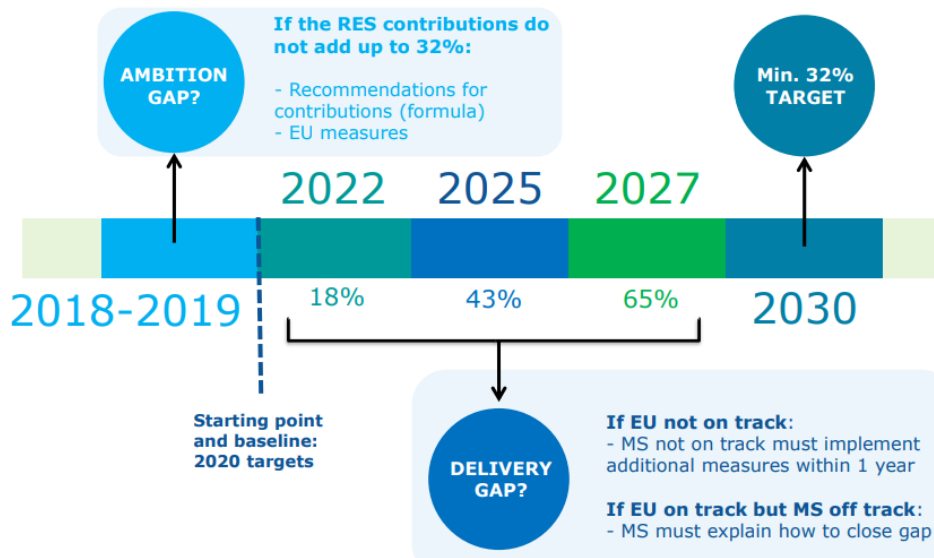 AMBITION
GAP?
If the RES contributions do
not add up to 32%:
- Recommendations for
contributions (formula)
- EU measures
Min. 32%
TARGET
2022
2025
2027
2018-2019
18%
43%
65%
2030
Starting point
and baseline:
2020 targets
DELIVERY
GAP?
If EU not on track:
- MS not on track must implement
additional measures within 1 year
If EU on track but MS off track:
- MS must explain how to close gap